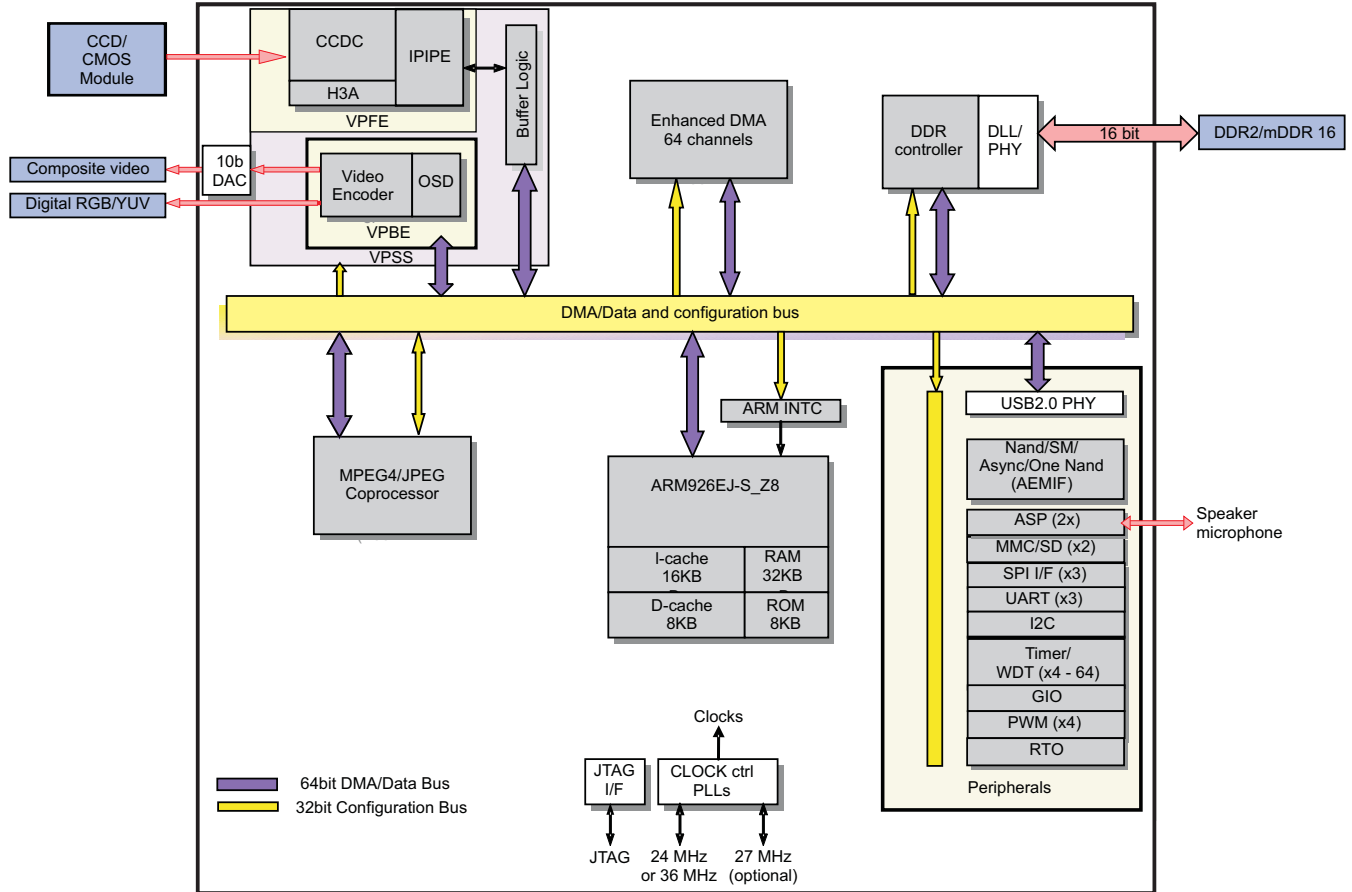 CCD/
CMOS
Module
CCDC
IPIPE
H3A
VPFE
Buffer Logic
Composite video
Digital RGB/YUV
10b
DAC
Video
Encoder
OSD
VPBE
VPSS
Enhanced DMA
64 channels
DDR
controller
DLL/
PHY
16 bit
DDR2/mDDR 16
DMA/Data and configuration bus
MPEG4/JPEG
Coprocessor
ARM INTC
ARM926EJ-S_Z8
I-cache
16KB
RAM
32KB
D-cache
8KB
ROM
8KB
USB2.0 PHY
Nand/SM/
Async/One Nand
(AEMIF)
ASP (2x)
MMC/SD (x2)
SPI I/F (x3)
UART (x3)
I2C
Timer/
WDT (x4 - 64)
GIO
PWM (x4)
RTO
Peripherals
Speaker
microphone
Clocks
JTAG
I/F
CLOCK ctrl
PLLs
JTAG
24 MHz
or 36 MHz
27 MHz
(optional)
64bit DMA/Data Bus
32bit Configuration Bus